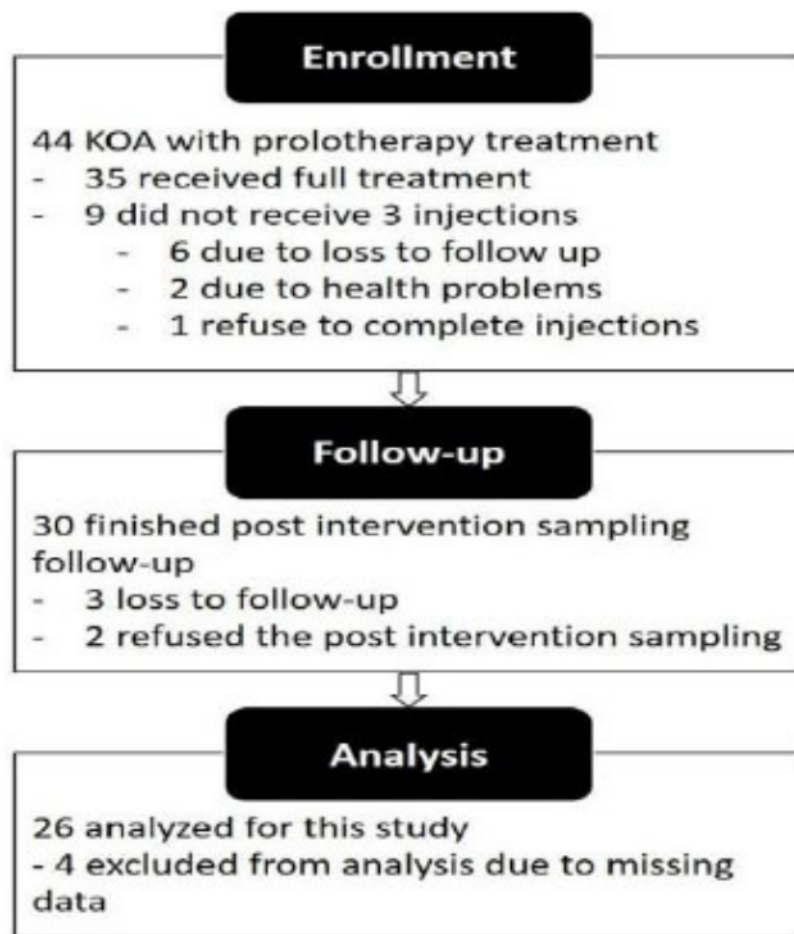 Enrollment
44 KOA with prolotherapy treatment
- 35 received full treatment
- 9 did not receive 3 injections
- 6 due to loss to follow up
- 2 due to health problems
- 1 refuse to complete injections
Follow-up
30 finished post intervention sampling
follow-up
- 3 loss to follow-up
- 2 refused the post intervention sampling
Analysis
26 analyzed for this study
- 4 excluded from analysis due to missing
data